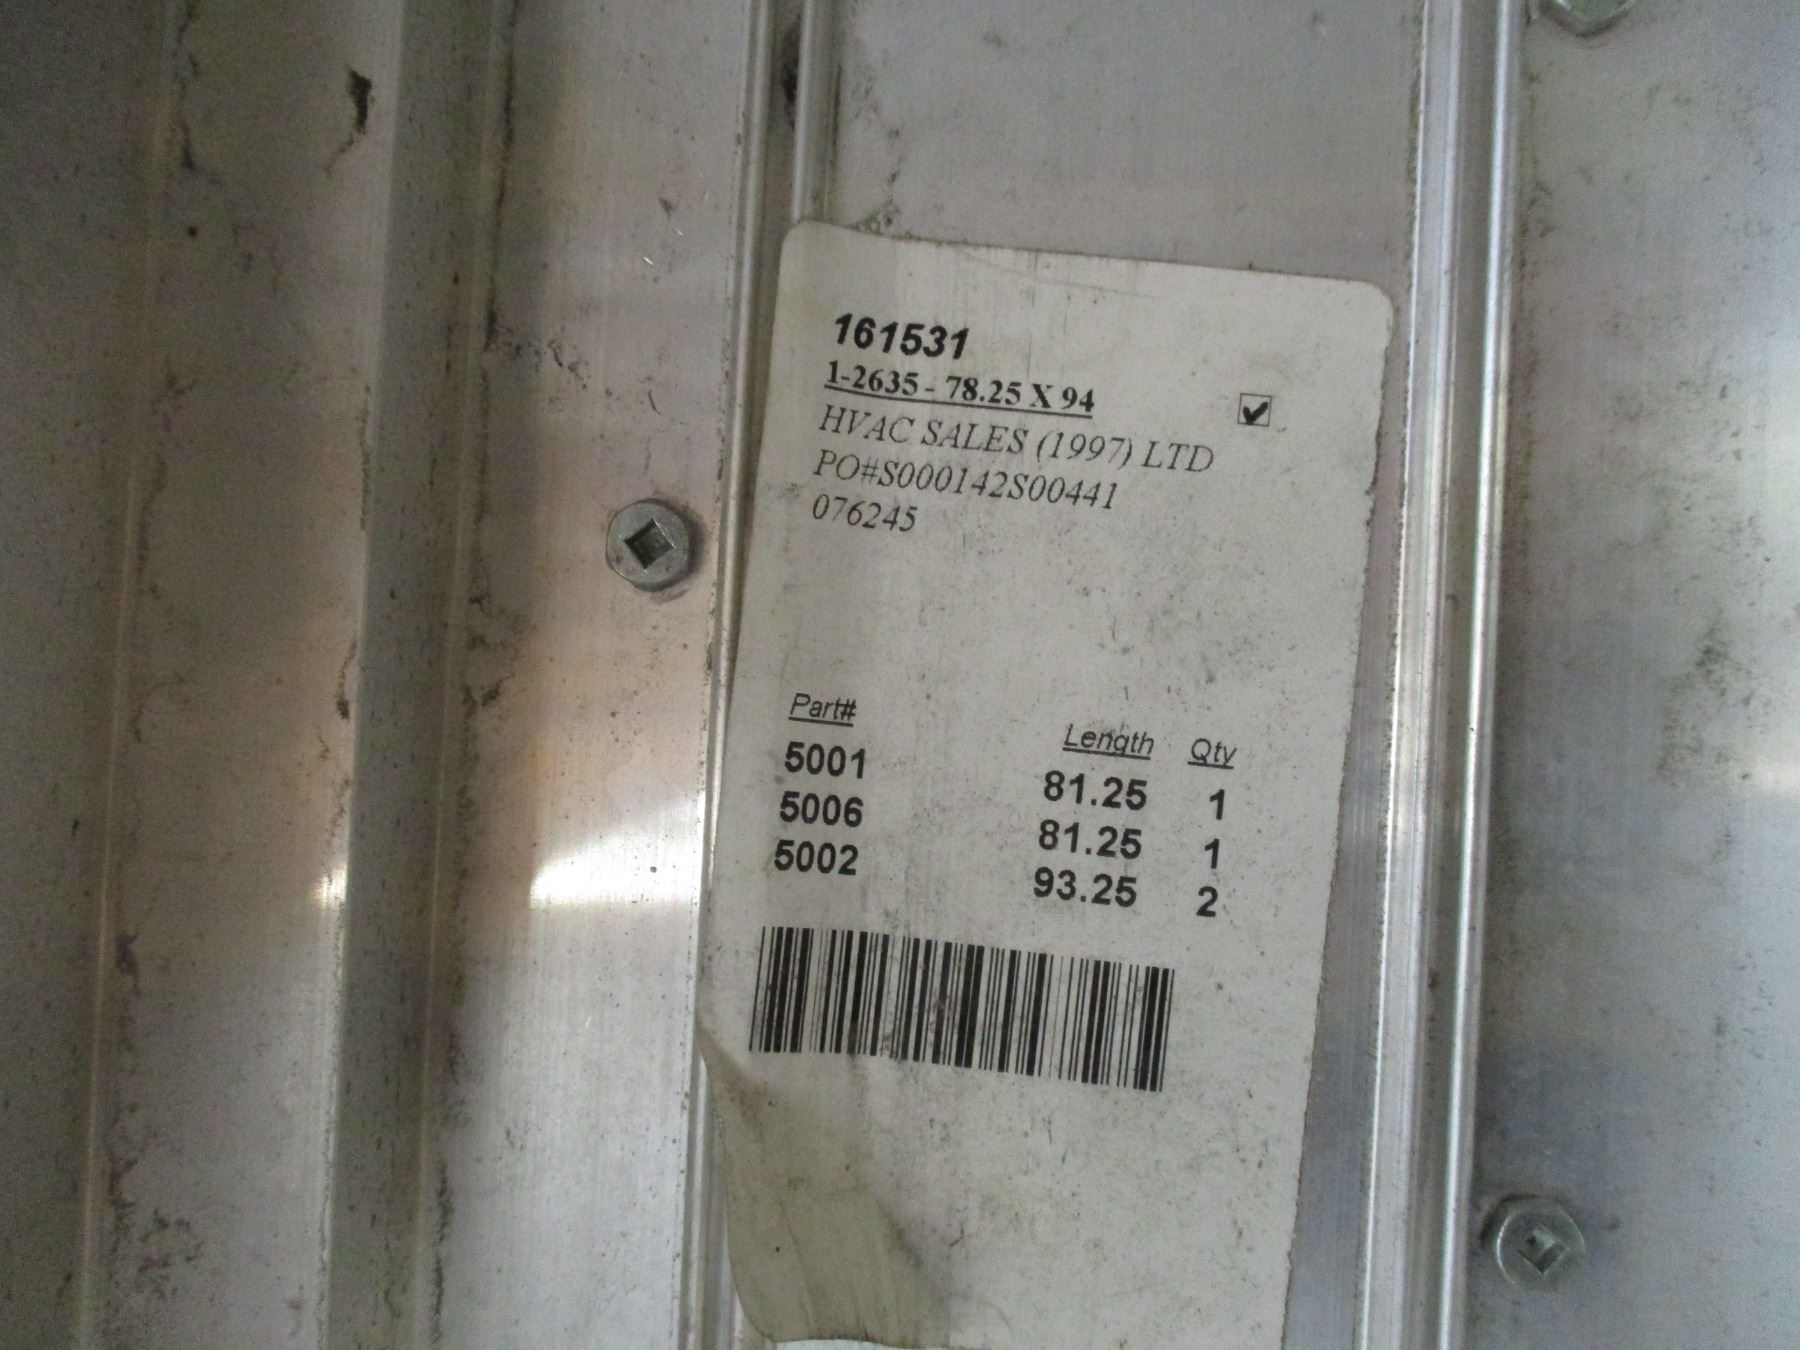 161531
1-2635 - 78.25 X 94
HVAC SALES (1997) LTD
PO#S000142S00441
076245
Part# Length Qty
5001 81.25 1
5006 81.25 1
5002 93.25 2